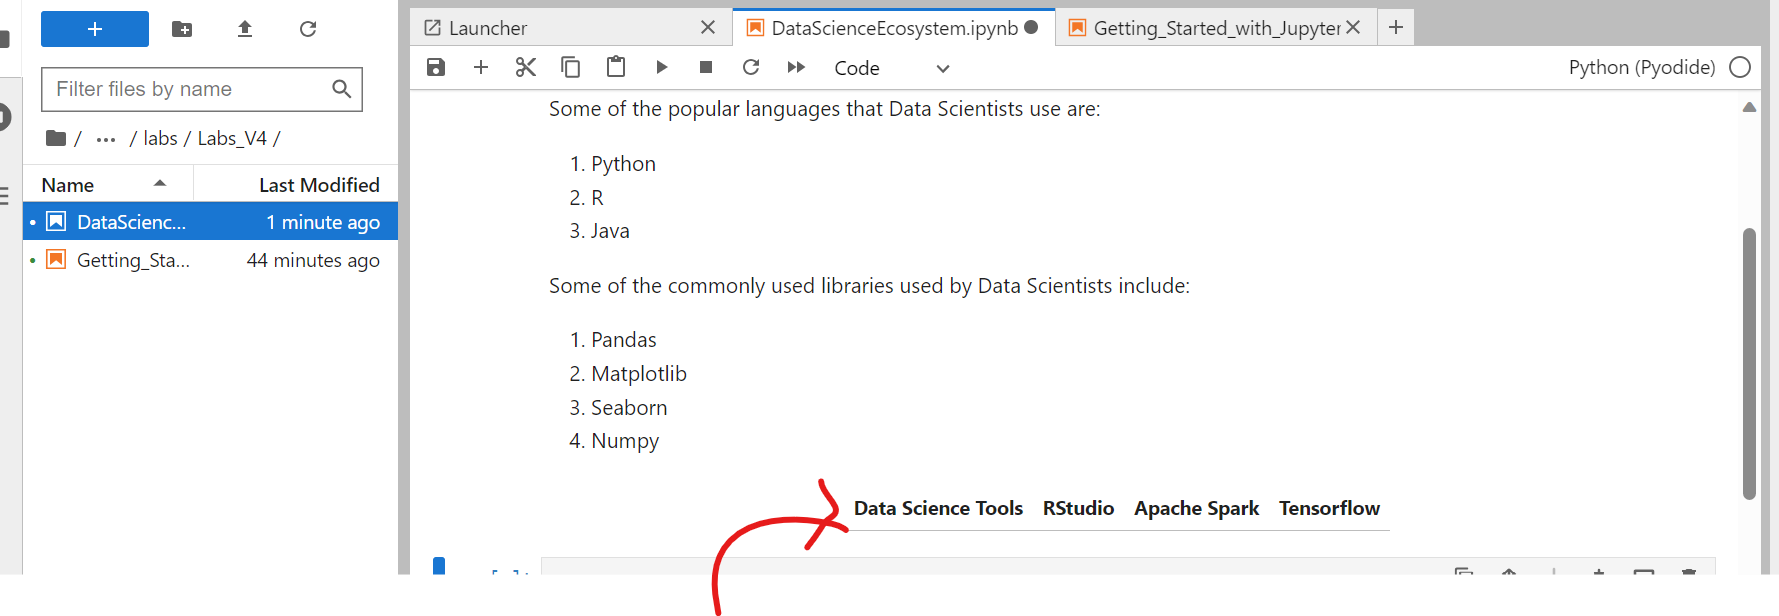 Launcher
DataScienceEcosystem.ipynb
Getting_Started_with_Jupyter
Filter files by name
Code
Python (Pyodide)
/ ... / labs / Labs_V4 /
Name Last Modified
DataScienc... 1 minute ago
Getting_Sta... 44 minutes ago
Some of the popular languages that Data Scientists use are:
1. Python
2. R
3. Java
Some of the commonly used libraries used by Data Scientists include:
1. Pandas
2. Matplotlib
3. Seaborn
4. Numpy
Data Science Tools RStudio Apache Spark Tensorflow